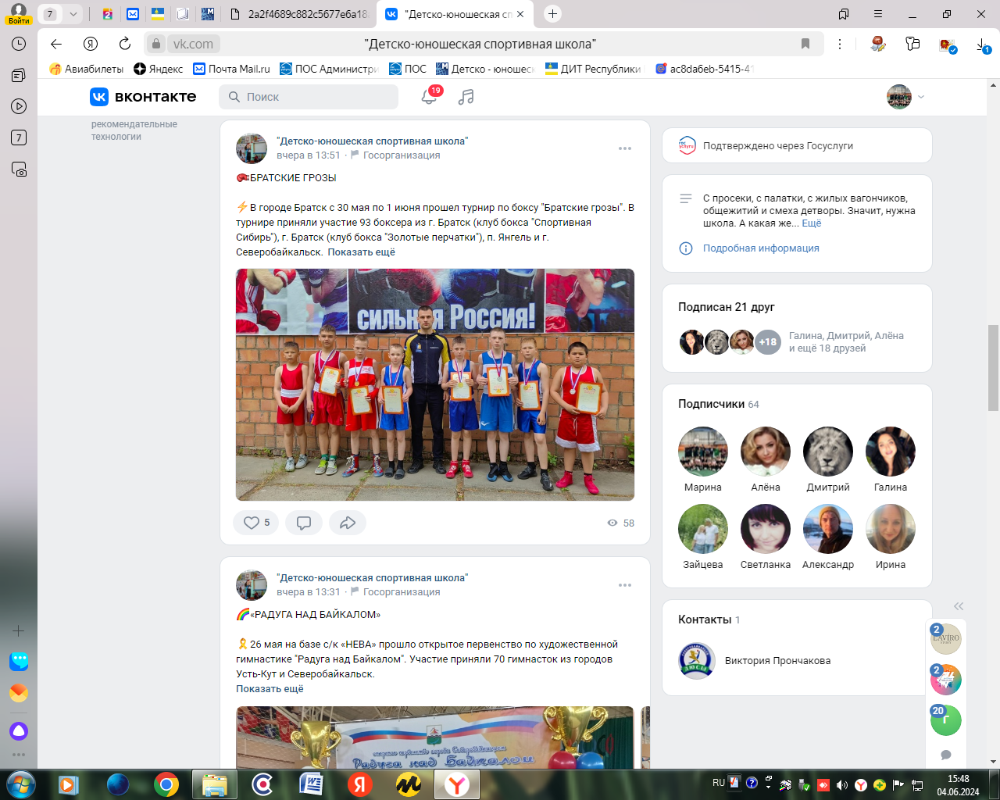 Войти
7
2a2f4689c882c5677e6a18
"Детско-юношеская сп
vk.com
"Детско-юношеская спортивная школа"
1
Авиабилеты
Яндекс
Почта Mail.ru
ПОС Администри
ПОС
Детско - юношес
ДИТ Республики
ac8da6eb-5415-41
7
вконтакте
Поиск
19
рекомендательные
технологии
"Детско-юношеская спортивная школа"
вчера в 13:51 · Госорганизация
БРАТСКИЕ ГРОЗЫ
В городе Братск с 30 мая по 1 июня прошел турнир по боксу "Братские грозы". В
турнире приняли участие 93 боксера из г. Братск (клуб бокса "Спортивная
Сибирь"), г. Братск (клуб бокса "Золотые перчатки"), п. Янгель и г.
Северобайкальск. Показать ещё
сильная Россия!
5
58
"Детско-юношеская спортивная школа"
вчера в 13:31 · Госорганизация
«РАДУГА НАД БАЙКАЛОМ»
26 мая на базе с/к «НЕВА» прошло открытое первенство по художественной
гимнастике "Радуга над Байкалом". Участие приняли 70 гимнасток из городов
Усть-Кут и Северобайкальск.
Показать ещё
Радуга над Байкалом
гос
услуги
Подтверждено через Госуслуги
С просеки, с палатки, с жилых вагончиков,
общежитий и смеха детворы. Значит, нужна
школа. А какая же... Ещё
Подробная информация
Подписан 21 друг
+18
Галина, Дмитрий, Алёна
и ещё 18 друзей
Подписчики 64
Марина
Алёна
Дмитрий
Галина
Зайцева
Светланка
Александр
Ирина
Контакты 1
Виктория Прончакова
2
LAVIRO
2
20
Г
RU
15:48
04.06.2024